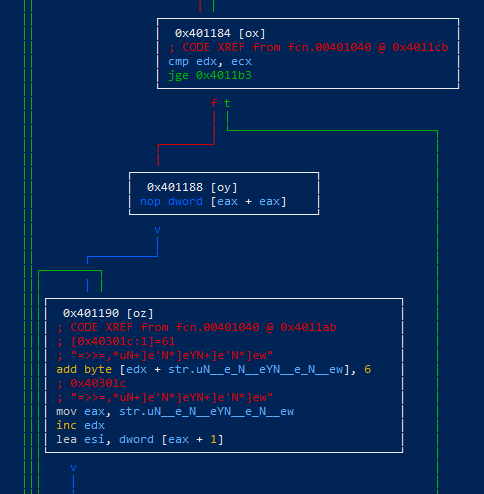 0x401184 [ox]
; CODE XREF from fcn.00401040 @ 0x4011cb
cmp edx, ecx
jge 0x4011b3
f t
0x401188 [oy]
nop dword [eax + eax]
v
0x401190 [oz]
; CODE XREF from fcn.00401040 @ 0x4011ab
; [0x40301c:1]=61
; "=>>=,*uN+]e'N*]eYN+]e'N*]ew"
add byte [edx + str.uN__e_N__eYN__e_N__ew], 6
; 0x40301c
; "=>>=,*uN+]e'N*]eYN+]e'N*]ew"
mov eax, str.uN__e_N__eYN__e_N__ew
inc edx
lea esi, dword [eax + 1]
v